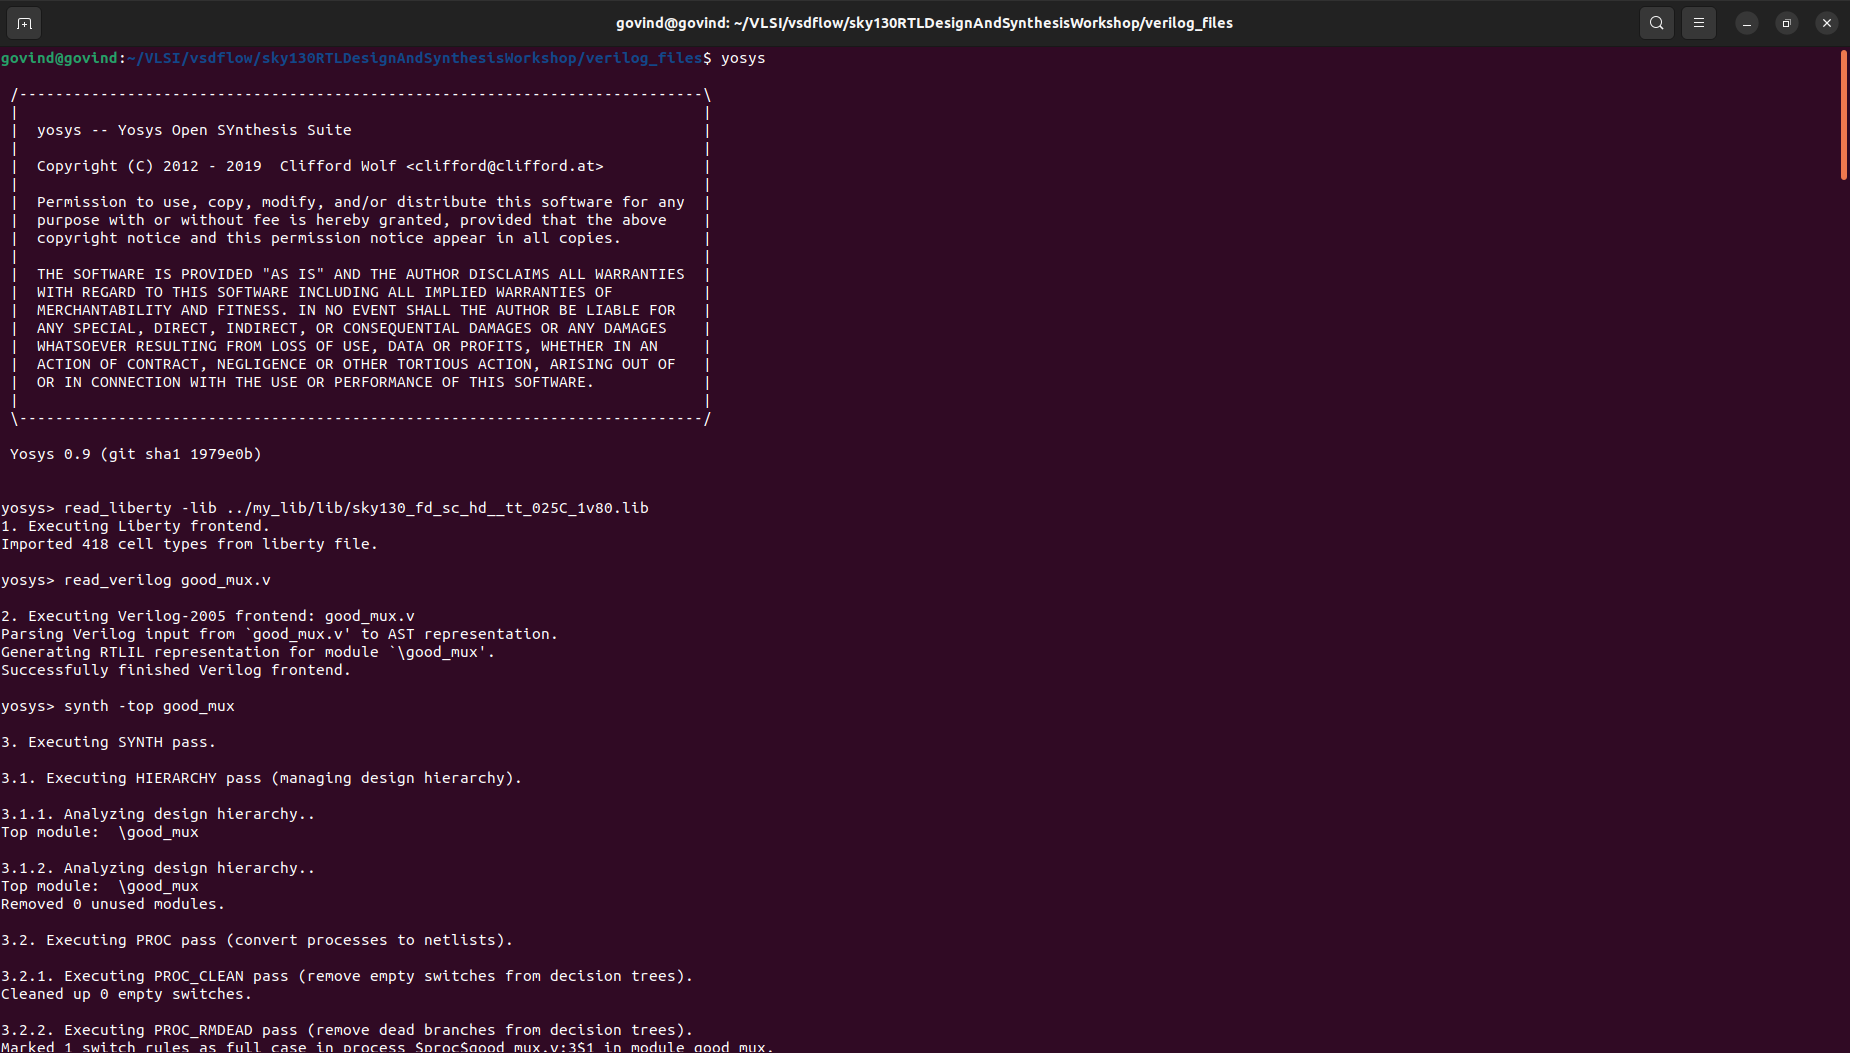 govind@govind: ~/VLSI/vsdflow/sky130RTLDesignAndSynthesisWorkshop/verilog_files
govind@govind:~/VLSI/vsdflow/sky130RTLDesignAndSynthesisWorkshop/verilog_files$ yosys
/----------------------------------------------------------------------------\
|                                                                            |
|  yosys -- Yosys Open SYnthesis Suite                                       |
|                                                                            |
|  Copyright (C) 2012 - 2019  Clifford Wolf <clifford@clifford.at>           |
|                                                                            |
|  Permission to use, copy, modify, and/or distribute this software for any  |
|  purpose with or without fee is hereby granted, provided that the above    |
|  copyright notice and this permission notice appear in all copies.         |
|                                                                            |
|  THE SOFTWARE IS PROVIDED "AS IS" AND THE AUTHOR DISCLAIMS ALL WARRANTIES  |
|  WITH REGARD TO THIS SOFTWARE INCLUDING ALL IMPLIED WARRANTIES OF          |
|  MERCHANTABILITY AND FITNESS. IN NO EVENT SHALL THE AUTHOR BE LIABLE FOR   |
|  ANY SPECIAL, DIRECT, INDIRECT, OR CONSEQUENTIAL DAMAGES OR ANY DAMAGES    |
|  WHATSOEVER RESULTING FROM LOSS OF USE, DATA OR PROFITS, WHETHER IN AN     |
|  ACTION OF CONTRACT, NEGLIGENCE OR OTHER TORTIOUS ACTION, ARISING OUT OF   |
|  OR IN CONNECTION WITH THE USE OR PERFORMANCE OF THIS SOFTWARE.            |
|                                                                            |
\----------------------------------------------------------------------------/
Yosys 0.9 (git sha1 1979e0b)
yosys> read_liberty -lib ../my_lib/lib/sky130_fd_sc_hd__tt_025C_1v80.lib
1. Executing Liberty frontend.
Imported 418 cell types from liberty file.
yosys> read_verilog good_mux.v
2. Executing Verilog-2005 frontend: good_mux.v
Parsing Verilog input from `good_mux.v' to AST representation.
Generating RTLIL representation for module `\good_mux'.
Successfully finished Verilog frontend.
yosys> synth -top good_mux
3. Executing SYNTH pass.
3.1. Executing HIERARCHY pass (managing design hierarchy).
3.1.1. Analyzing design hierarchy..
Top module:  \good_mux
3.1.2. Analyzing design hierarchy..
Top module:  \good_mux
Removed 0 unused modules.
3.2. Executing PROC pass (convert processes to netlists).
3.2.1. Executing PROC_CLEAN pass (remove empty switches from decision trees).
Cleaned up 0 empty switches.
3.2.2. Executing PROC_RMDEAD pass (remove dead branches from decision trees).
Marked 1 switch rules as full_case in process $proc$good_mux.v:3$1 in module good_mux.